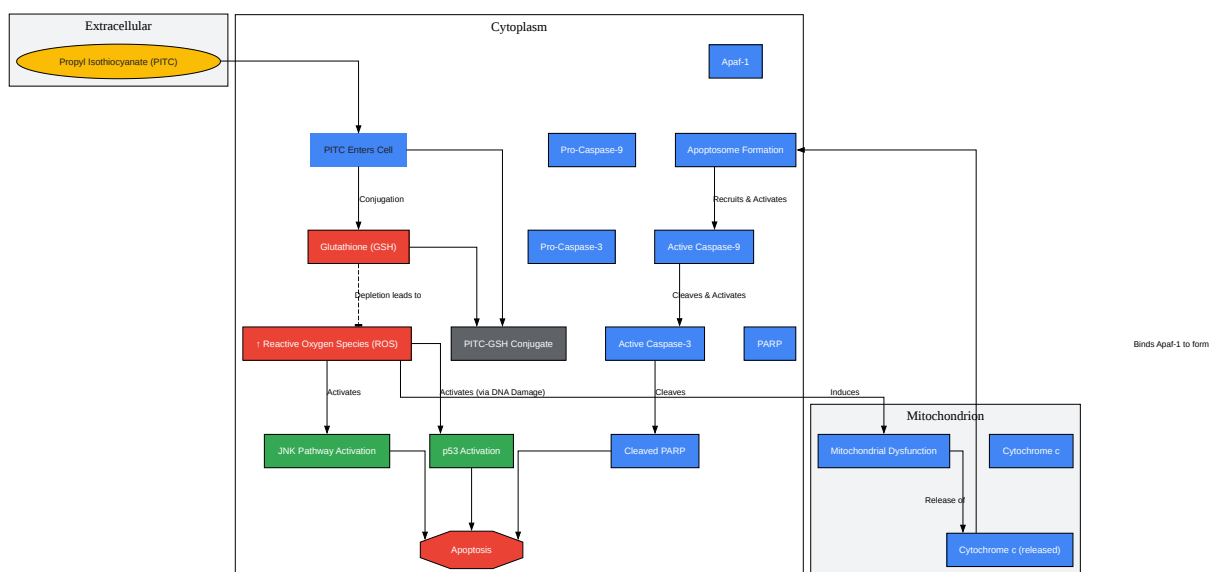 Extracellular
Cytoplasm
Propyl Isothiocyanate (PITC)
Apaf-1
PITC Enters Cell
Pro-Caspase-9
Apoptosome Formation
Conjugation
Recruits & Activates
Glutathione (GSH)
Pro-Caspase-3
Active Caspase-9
Depletion leads to
Cleaves & Activates
↑ Reactive Oxygen Species (ROS)
PITC-GSH Conjugate
Active Caspase-3
PARP
Binds Apaf-1 to form
Activates
Activates (via DNA Damage)
Cleaves
Induces
Mitochondrion
JNK Pathway Activation
p53 Activation
Cleaved PARP
Mitochondrial Dysfunction
Cytochrome c
Release of
Apoptosis
Cytochrome c (released)